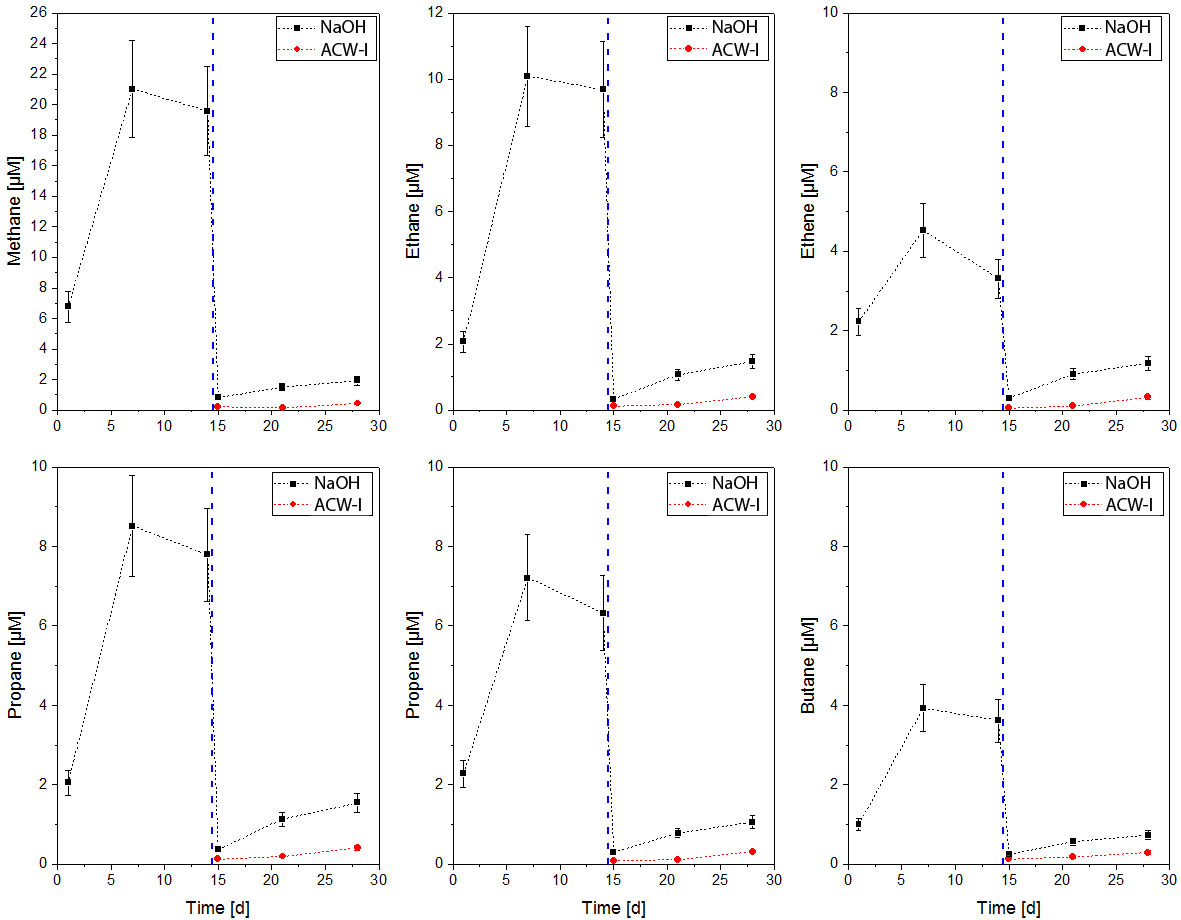 26
24
22
20
18
16
14
12
10
8
6
4
2
0
Methane [µM]
NaOH
ACW-I
0 5 10 15 20 25 30
12
10
8
6
4
2
0
Ethane [µM]
NaOH
ACW-I
0 5 10 15 20 25 30
10
8
6
4
2
0
Ethene [µM]
NaOH
ACW-I
0 5 10 15 20 25 30
10
8
6
4
2
0
Propane [µM]
NaOH
ACW-I
0 5 10 15 20 25 30
Time [d]
10
8
6
4
2
0
Propene [µM]
NaOH
ACW-I
0 5 10 15 20 25 30
Time [d]
10
8
6
4
2
0
Butane [µM]
NaOH
ACW-I
0 5 10 15 20 25 30
Time [d]